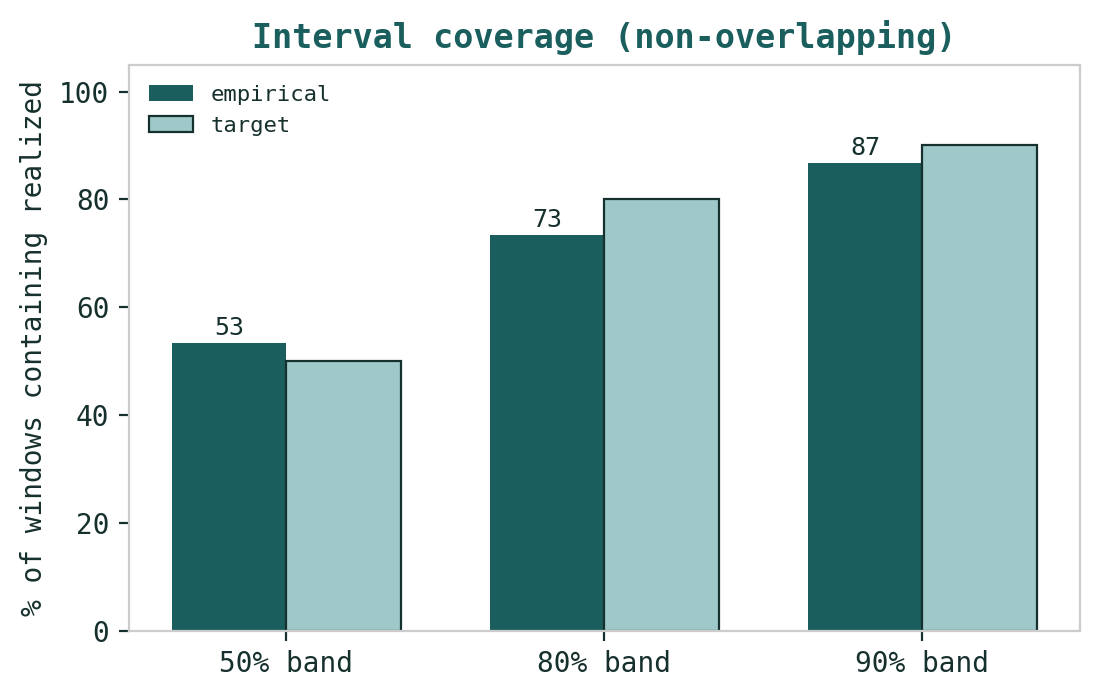 Interval coverage (non-overlapping)
% of windows containing realized
100
80
60
40
20
0
empirical
target
53
73
87
50% band
80% band
90% band